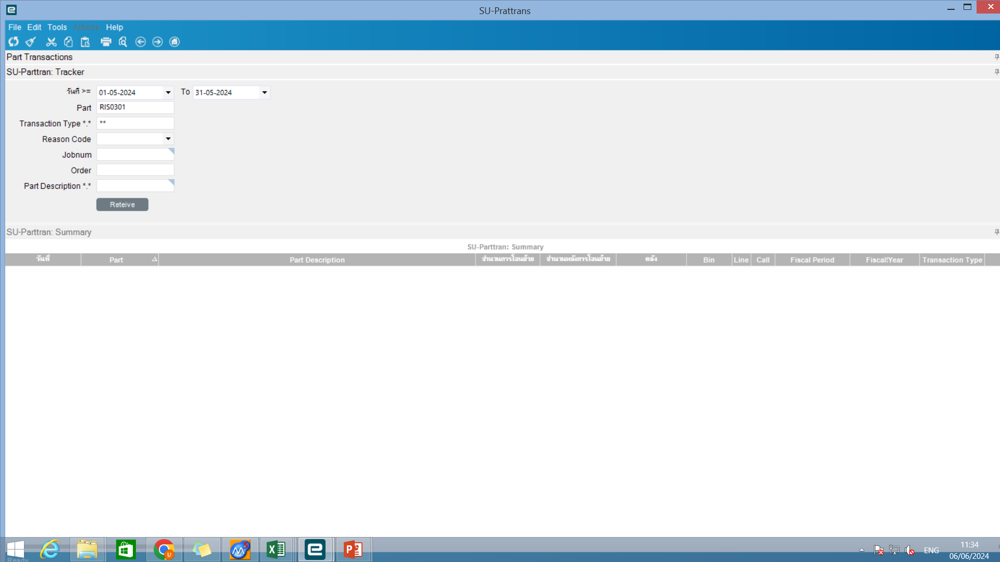 SU-Prattrans
File Edit Tools Actions Help
Part Transactions
SU-Parttran: Tracker
วันที่ >= 01-05-2024 To 31-05-2024
Part RIS0301
Transaction Type *.* **
Reason Code
Jobnum
Order
Part Description *.*
Reteive
SU-Parttran: Summary
SU-Parttran: Summary
วันที่ Part Part Description จำนวนการโอนย้าย จำนวนหลังการโอนย้าย คลัง Bin Line Call Fiscal Period Fiscal!Year Transaction Type
Ready
ENG
11:34
06/06/2024